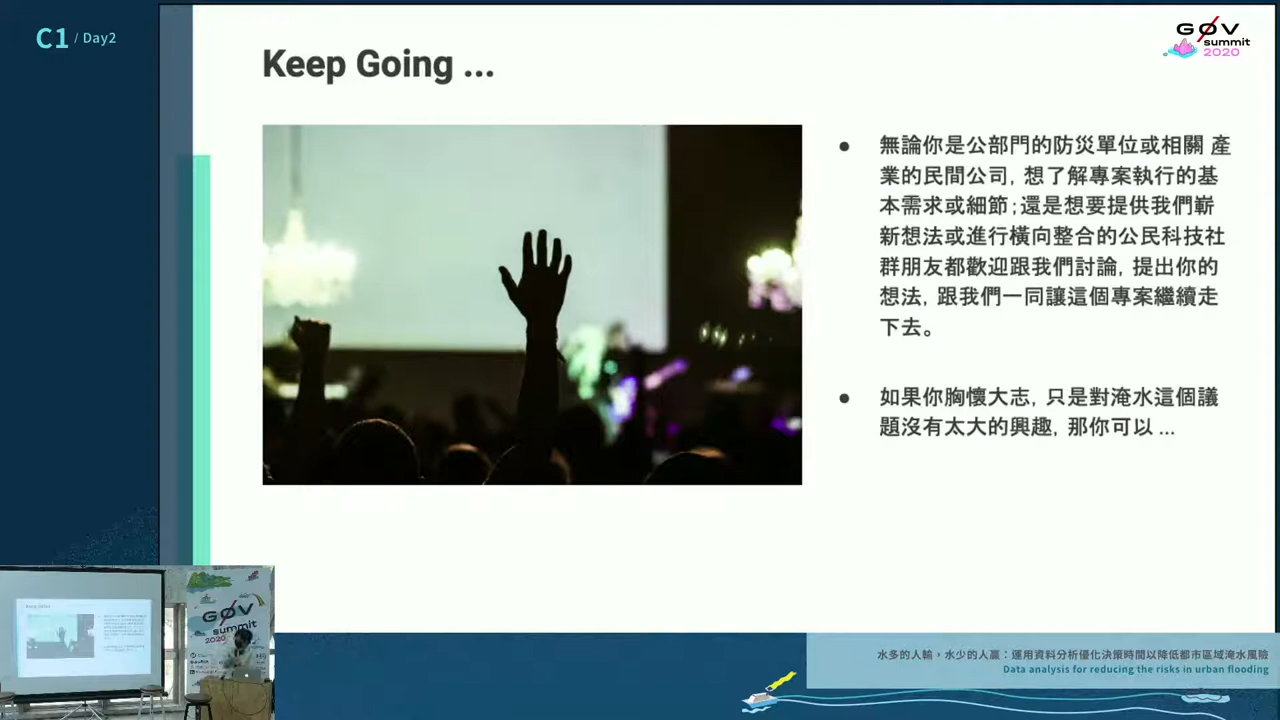 C1 / Day2
GØV
summit
2020
Keep Going ...
● 無論你是公部門的防災單位或相關 產
業的民間公司, 想了解專案執行的基
本需求或細節;還是想要提供我們嶄
新想法或進行橫向整合的公民科技社
群朋友都歡迎跟我們討論, 提出你的
想法, 跟我們一同讓這個專案繼續走
下去。
● 如果你胸懷大志, 只是對淹水這個議
題沒有太大的興趣, 那你可以 ...
GØV
summit
2020
水多的人輸，水少的人贏：運用資料分析優化決策時間以降低都市區域淹水風險
Data analysis for reducing the risks in urban flooding